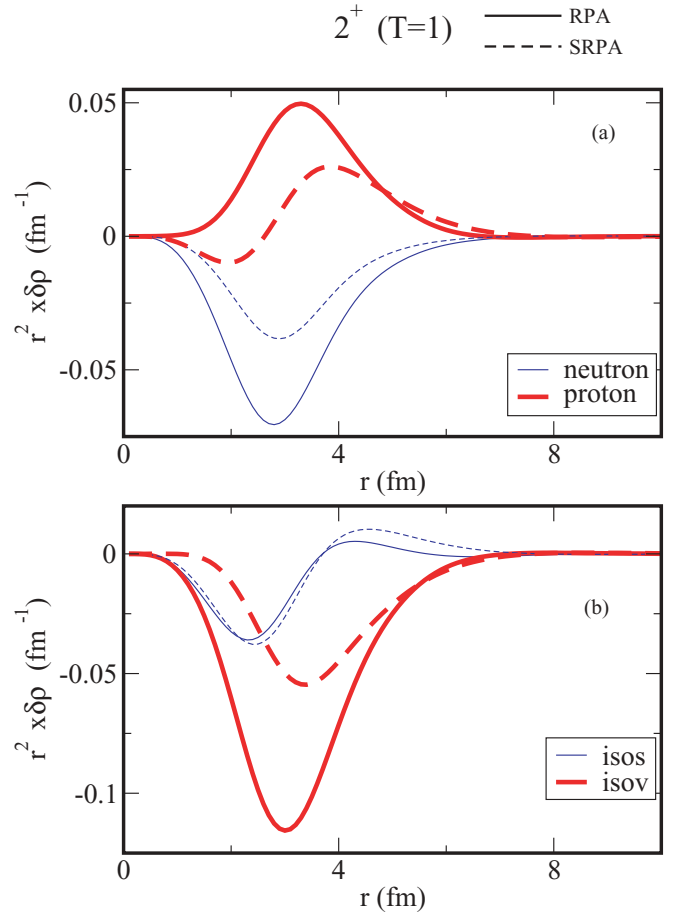 2⁺ (T=1)
RPA
SRPA
(a)
0.05
0
-0.05
r² xδρ (fm⁻¹)
neutron
proton
0
4
8
r (fm)
(b)
0
-0.05
-0.1
r² xδρ (fm⁻¹)
isos
isov
0
4
8
r (fm)